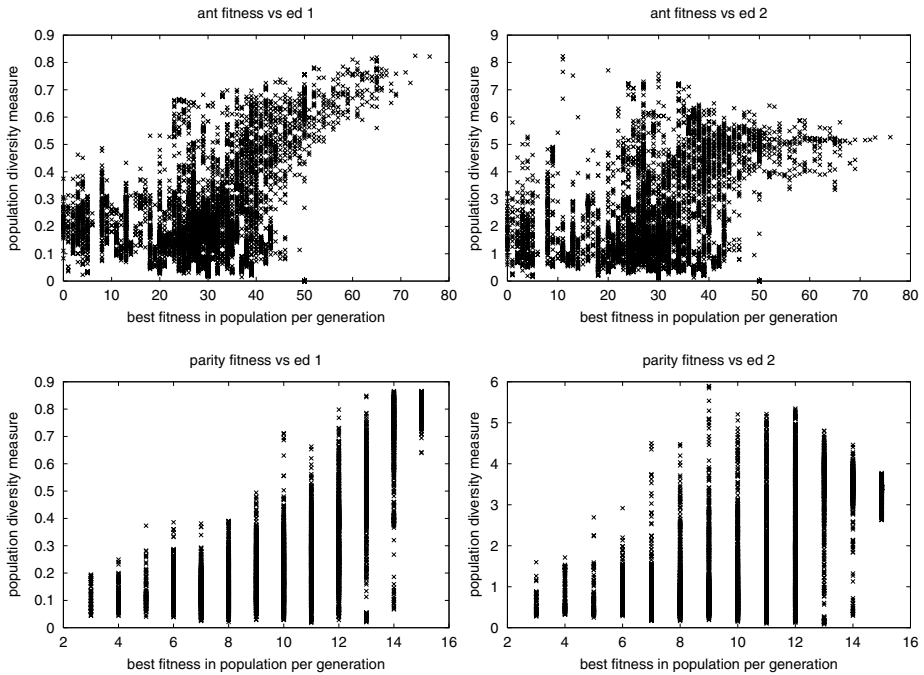 ant fitness vs ed 1
population diversity measure
0.9
0.8
0.7
0.6
0.5
0.4
0.3
0.2
0.1
0
0 10 20 30 40 50 60 70 80
best fitness in population per generation
ant fitness vs ed 2
population diversity measure
9
8
7
6
5
4
3
2
1
0
0 10 20 30 40 50 60 70 80
best fitness in population per generation
parity fitness vs ed 1
population diversity measure
0.9
0.8
0.7
0.6
0.5
0.4
0.3
0.2
0.1
0
2 4 6 8 10 12 14 16
best fitness in population per generation
parity fitness vs ed 2
population diversity measure
6
5
4
3
2
1
0
2 4 6 8 10 12 14 16
best fitness in population per generation